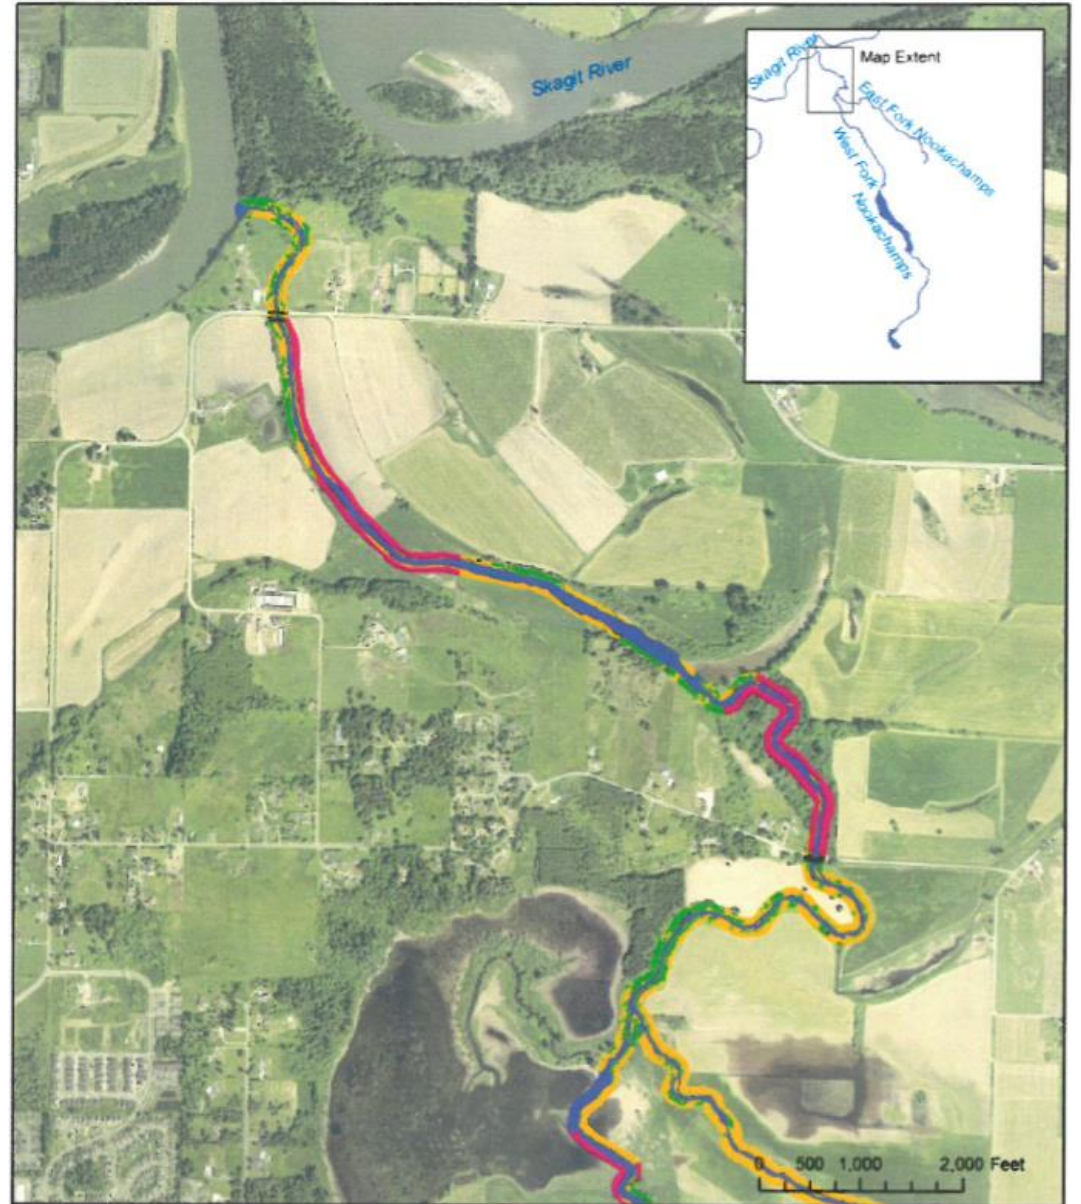 Skagit River
Map Extent
Skagit River
East Fork Nookachamps
West Fork
Nookachamps
0 500 1,000 2,000 Feet